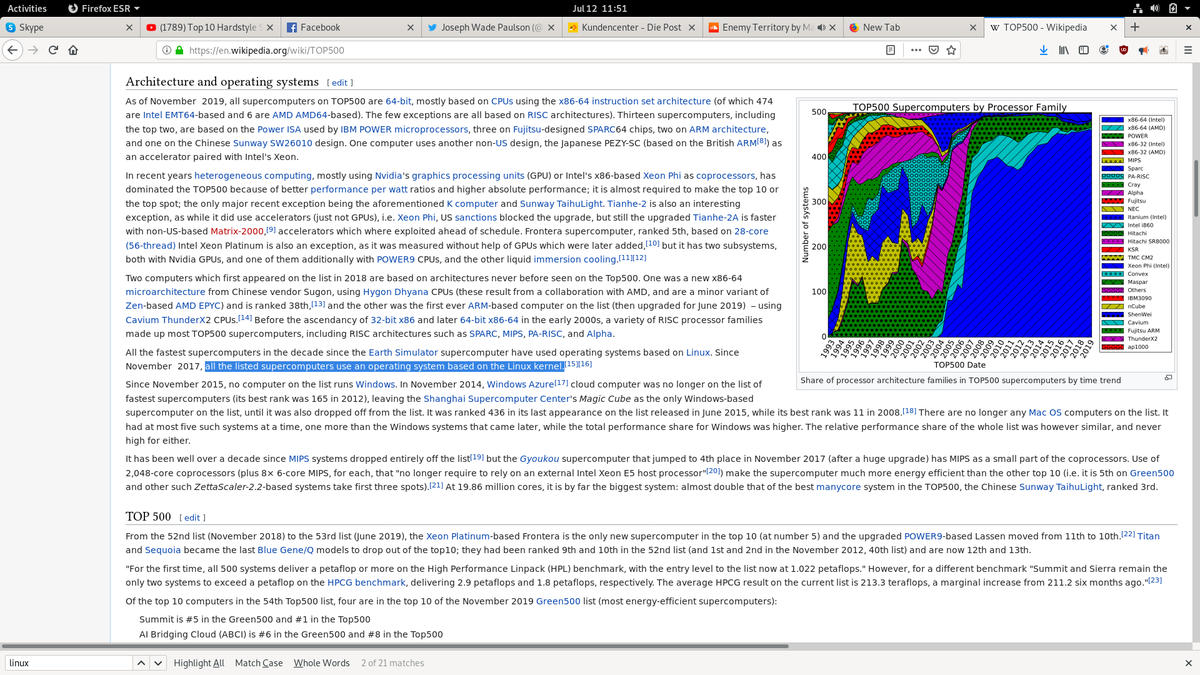 Activities
Firefox ESR
Jul 12 11:51
Skype
(1789) Top 10 Hardstyle S
Facebook
Joseph Wade Paulson (@
Kundencenter - Die Post
Enemy Territory by M
New Tab
TOP500 - Wikipedia
https://en.wikipedia.org/wiki/TOP500
Architecture and operating systems [ edit ]
As of November 2019, all supercomputers on TOP500 are 64-bit, mostly based on CPUs using the x86-64 instruction set architecture (of which 474
are Intel EMT64-based and 6 are AMD AMD64-based). The few exceptions are all based on RISC architectures). Thirteen supercomputers, including
the top two, are based on the Power ISA used by IBM POWER microprocessors, three on Fujitsu-designed SPARC64 chips, two on ARM architecture,
and one on the Chinese Sunway SW26010 design. One computer uses another non-US design, the Japanese PEZY-SC (based on the British ARM[8]) as
an accelerator paired with Intel's Xeon.
In recent years heterogeneous computing, mostly using Nvidia's graphics processing units (GPU) or Intel's x86-based Xeon Phi as coprocessors, has
dominated the TOP500 because of better performance per watt ratios and higher absolute performance; it is almost required to make the top 10 or
the top spot; the only major recent exception being the aforementioned K computer and Sunway TaihuLight. Tianhe-2 is also an interesting
exception, as while it did use accelerators (just not GPUs), i.e. Xeon Phi, US sanctions blocked the upgrade, but still the upgraded Tianhe-2A is faster
with non-US-based Matrix-2000,[9] accelerators which where exploited ahead of schedule. Frontera supercomputer, ranked 5th, based on 28-core
(56-thread) Intel Xeon Platinum is also an exception, as it was measured without help of GPUs which were later added,[10] but it has two subsystems,
both with Nvidia GPUs, and one of them additionally with POWER9 CPUs, and the other liquid immersion cooling.[11][12]
Two computers which first appeared on the list in 2018 are based on architectures never before seen on the Top500. One was a new x86-64
microarchitecture from Chinese vendor Sugon, using Hygon Dhyana CPUs (these result from a collaboration with AMD, and are a minor variant of
Zen-based AMD EPYC) and is ranked 38th,[13] and the other was the first ever ARM-based computer on the list (then upgraded for June 2019) – using
Cavium ThunderX2 CPUs.[14] Before the ascendancy of 32-bit x86 and later 64-bit x86-64 in the early 2000s, a variety of RISC processor families
made up most TOP500 supercomputers, including RISC architectures such as SPARC, MIPS, PA-RISC, and Alpha.
All the fastest supercomputers in the decade since the Earth Simulator supercomputer have used operating systems based on Linux. Since
November 2017, all the listed supercomputers use an operating system based on the Linux kernel.[15][16]
Since November 2015, no computer on the list runs Windows. In November 2014, Windows Azure[17] cloud computer was no longer on the list of
fastest supercomputers (its best rank was 165 in 2012), leaving the Shanghai Supercomputer Center's Magic Cube as the only Windows-based
supercomputer on the list, until it was also dropped off from the list. It was ranked 436 in its last appearance on the list released in June 2015, while its best rank was 11 in 2008.[18] There are no longer any Mac OS computers on the list. It
had at most five such systems at a time, one more than the Windows systems that came later, while the total performance share for Windows was higher. The relative performance share of the whole list was however similar, and never
high for either.
It has been well over a decade since MIPS systems dropped entirely off the list[19] but the Gyoukou supercomputer that jumped to 4th place in November 2017 (after a huge upgrade) has MIPS as a small part of the coprocessors. Use of
2,048-core coprocessors (plus 8× 6-core MIPS, for each, that "no longer require to rely on an external Intel Xeon E5 host processor"[20]) make the supercomputer much more energy efficient than the other top 10 (i.e. it is 5th on Green500
and other such ZettaScaler-2.2-based systems take first three spots).[21] At 19.86 million cores, it is by far the biggest system: almost double that of the best manycore system in the TOP500, the Chinese Sunway TaihuLight, ranked 3rd.
TOP500 Supercomputers by Processor Family
Number of systems
500
400
300
200
100
0
1993
1994
1995
1996
1997
1998
1999
2000
2001
2002
2003
2004
2005
2006
2007
2008
2009
2010
2011
2012
2013
2014
2015
2016
2017
2018
2019
TOP500 Date
x86-64 (Intel)
x86-64 (AMD)
POWER
x86-32 (Intel)
x86-32 (AMD)
MIPS
Sparc
PA-RISC
Cray
Alpha
Fujitsu
NEC
Itanium (Intel)
Intel i860
Hitachi
Hitachi SR8000
KSR
TMC CM2
Xeon Phi (Intel)
Convex
Maspar
Others
IBM3090
nCube
ShenWei
Cavium
Fujitsu ARM
ThunderX2
ap1000
Share of processor architecture families in TOP500 supercomputers by time trend
TOP 500 [ edit ]
From the 52nd list (November 2018) to the 53rd list (June 2019), the Xeon Platinum-based Frontera is the only new supercomputer in the top 10 (at number 5) and the upgraded POWER9-based Lassen moved from 11th to 10th.[22] Titan
and Sequoia became the last Blue Gene/Q models to drop out of the top10; they had been ranked 9th and 10th in the 52nd list (and 1st and 2nd in the November 2012, 40th list) and are now 12th and 13th.
"For the first time, all 500 systems deliver a petaflop or more on the High Performance Linpack (HPL) benchmark, with the entry level to the list now at 1.022 petaflops." However, for a different benchmark "Summit and Sierra remain the
only two systems to exceed a petaflop on the HPCG benchmark, delivering 2.9 petaflops and 1.8 petaflops, respectively. The average HPCG result on the current list is 213.3 teraflops, a marginal increase from 211.2 six months ago."[23]
Of the top 10 computers in the 54th Top500 list, four are in the top 10 of the November 2019 Green500 list (most energy-efficient supercomputers):
Summit is #5 in the Green500 and #1 in the Top500
AI Bridging Cloud (ABCI) is #6 in the Green500 and #8 in the Top500
linux
Highlight All
Match Case
Whole Words
2 of 21 matches